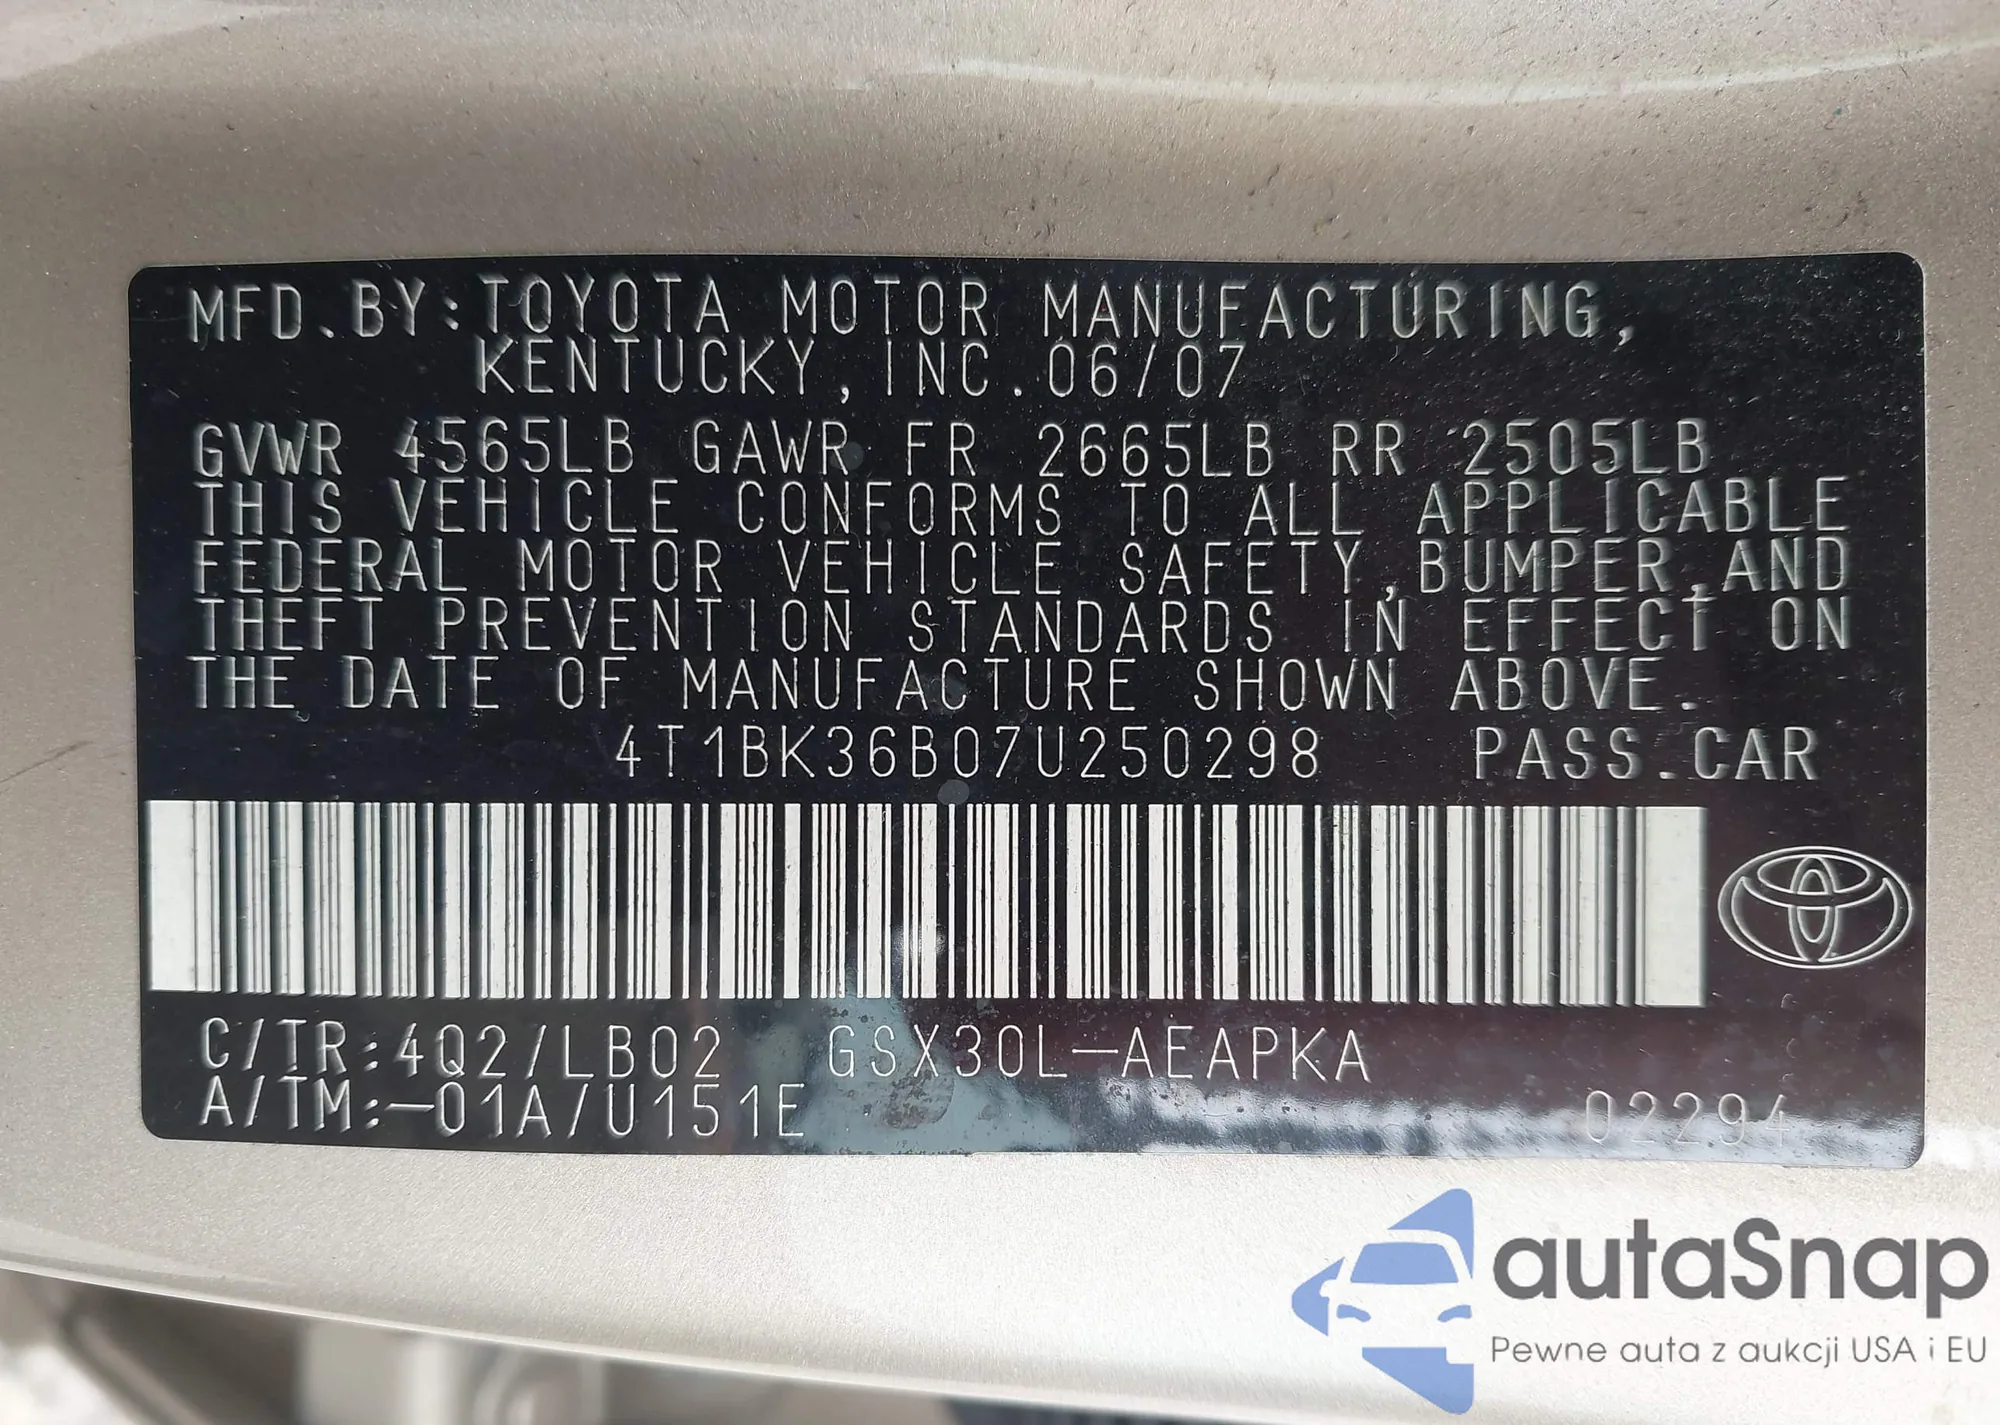 MFD.BY:TOYOTA MOTOR MANUFACTURING,
KENTUCKY,INC.06/07
GVWR 4565LB GAWR FR 2665LB RR 2505LB
THIS VEHICLE CONFORMS TO ALL APPLICABLE
FEDERAL MOTOR VEHICLE SAFETY,BUMPER,AND
THEFT PREVENTION STANDARDS IN EFFECT ON
THE DATE OF MANUFACTURE SHOWN ABOVE.
4T1BK36B07U250298 PASS.CAR
C/TR:4Q2/LB02 GSX30L-AEAPKA
A/TM:-01A/U151E 02294
autaSnap
Pewne auta z aukcji USA i EU